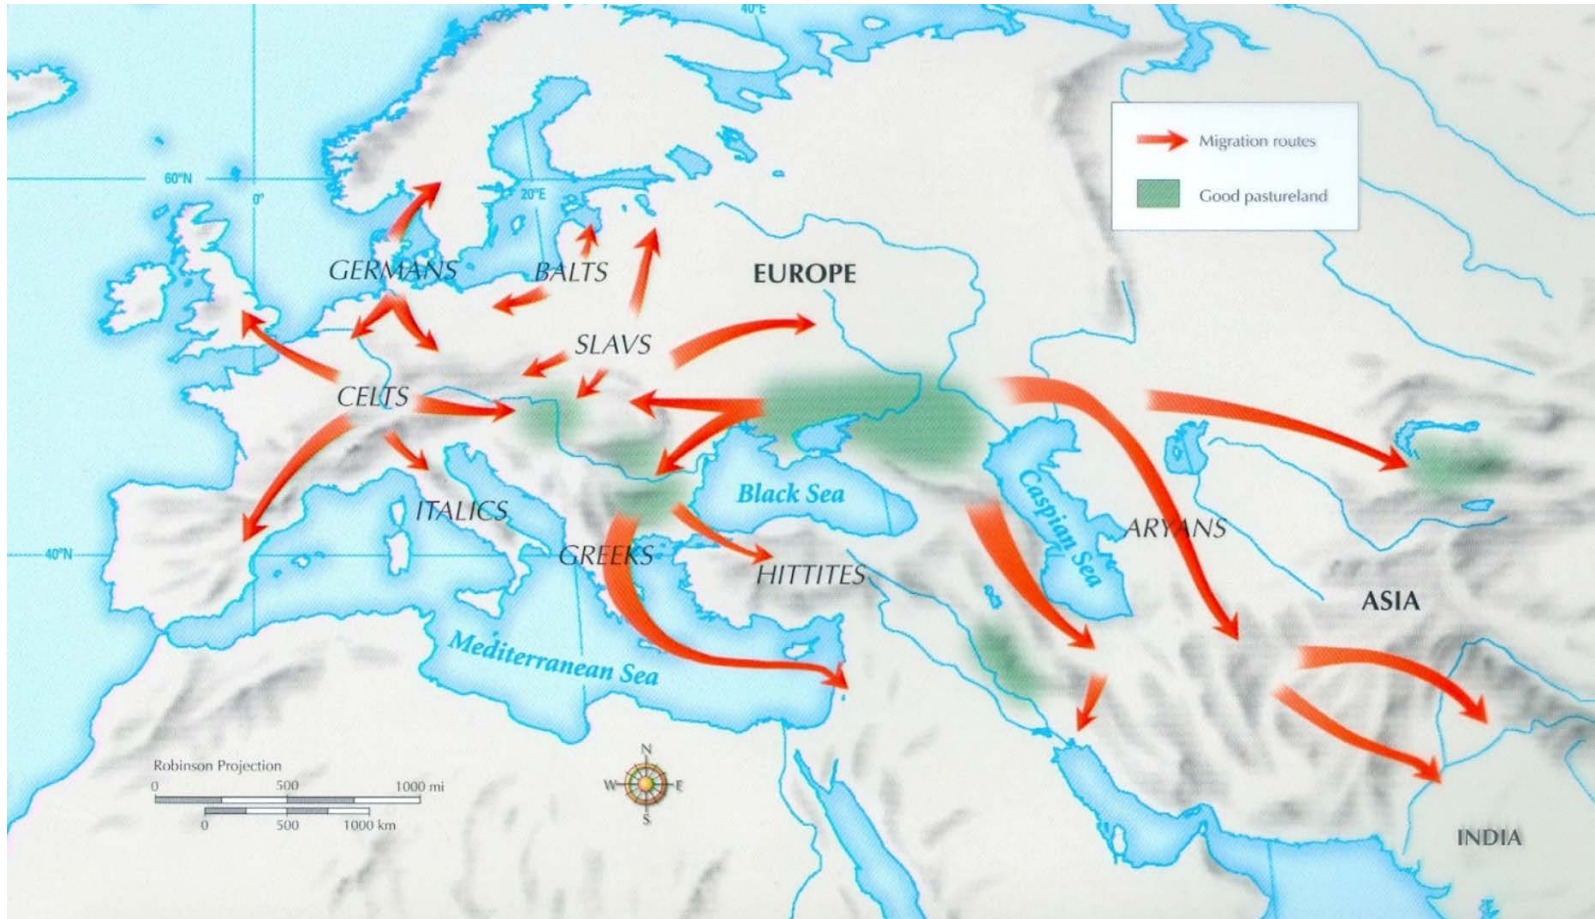 40°E
Migration routes
Good pastureland
60°N
0°
20°E
GERMANS
BALTS
EUROPE
SLAVS
CELTS
Black Sea
Caspian Sea
ITALICS
ARYANS
40°N
GREEKS
HITTITES
ASIA
Mediterranean Sea
Robinson Projection
0 500 1000 mi
0 500 1000 km
N
W E
S
INDIA